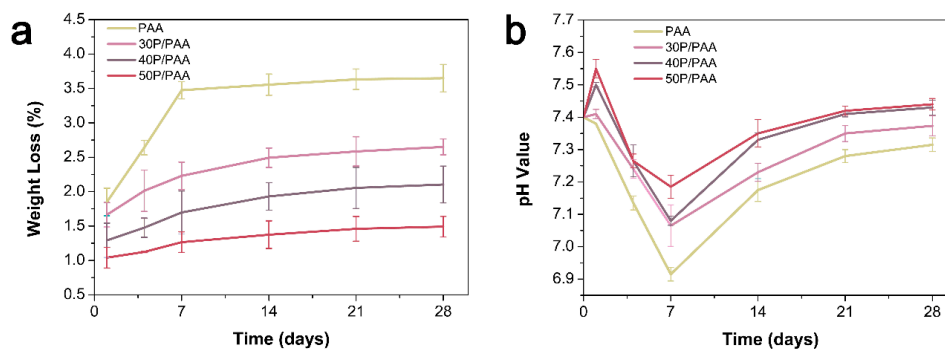 a
PAA
30P/PAA
40P/PAA
50P/PAA
4.5
4.0
3.5
3.0
2.5
2.0
1.5
1.0
0.5
Weight Loss (%)
0 7 14 21 28
Time (days)
b
PAA
30P/PAA
40P/PAA
50P/PAA
7.7
7.6
7.5
7.4
7.3
7.2
7.1
7.0
6.9
pH Value
0 7 14 21 28
Time (days)